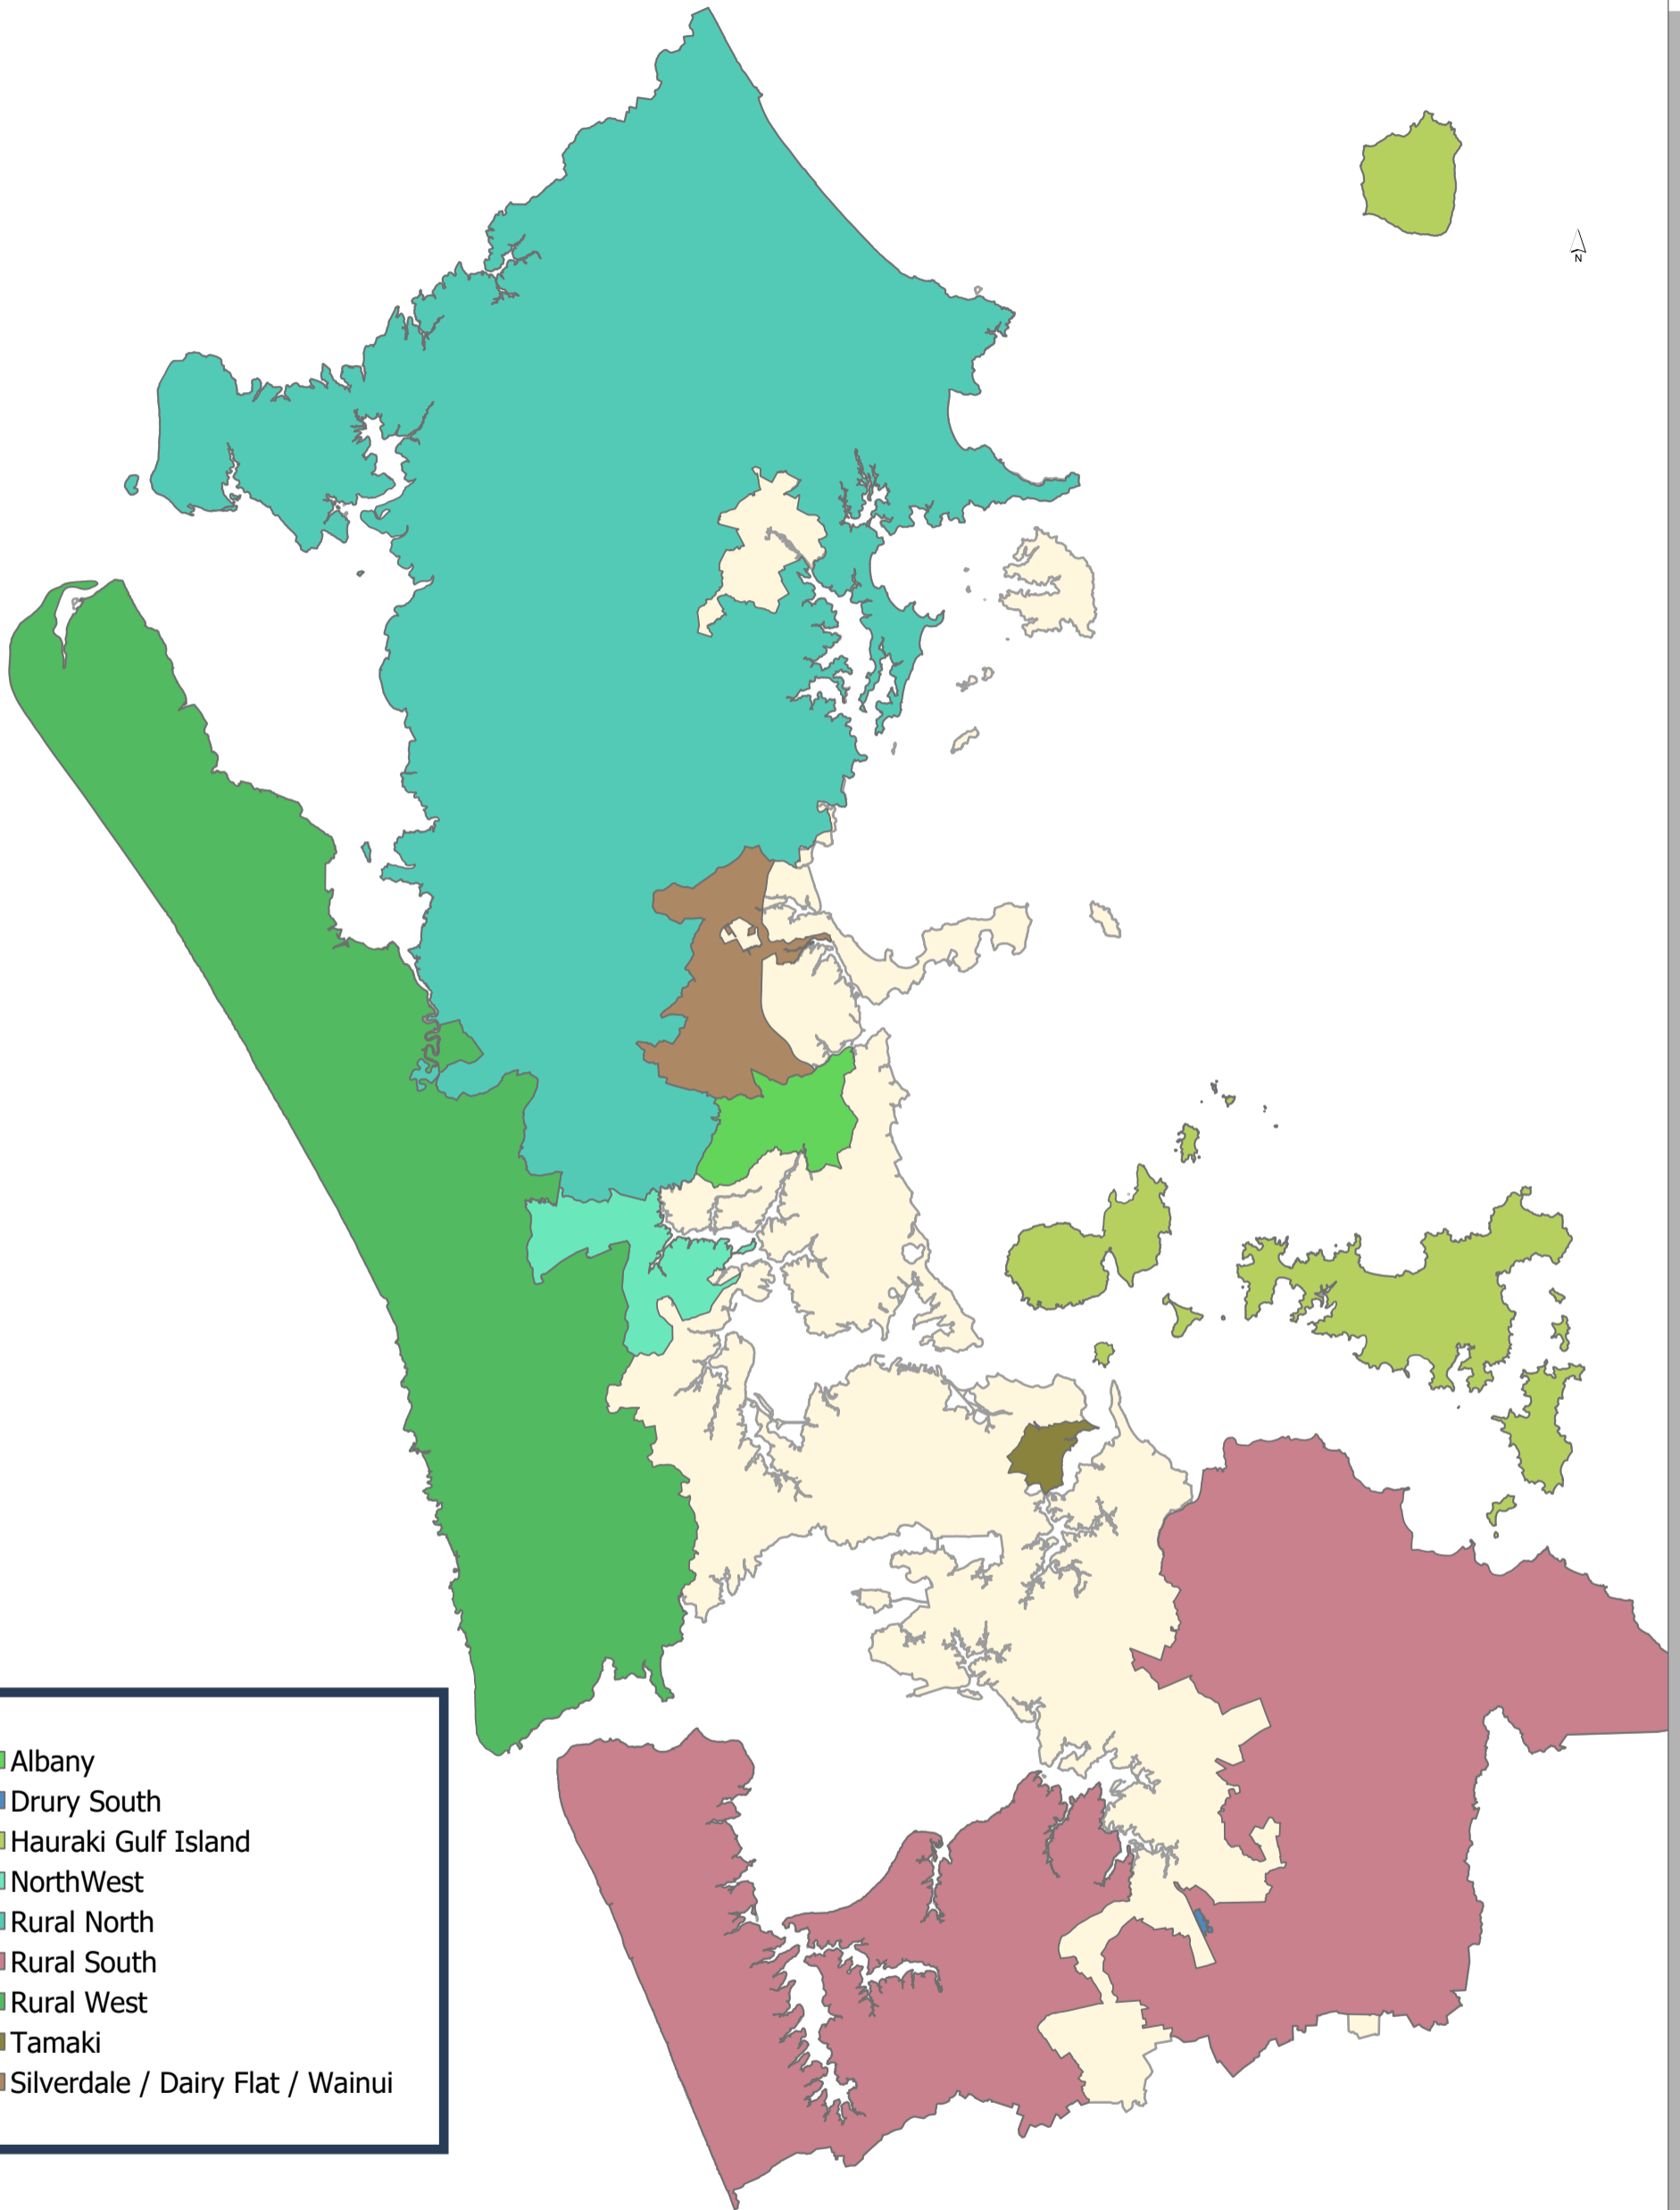 N
Albany
Drury South
Hauraki Gulf Island
NorthWest
Rural North
Rural South
Rural West
Tamaki
Silverdale / Dairy Flat / Wainui